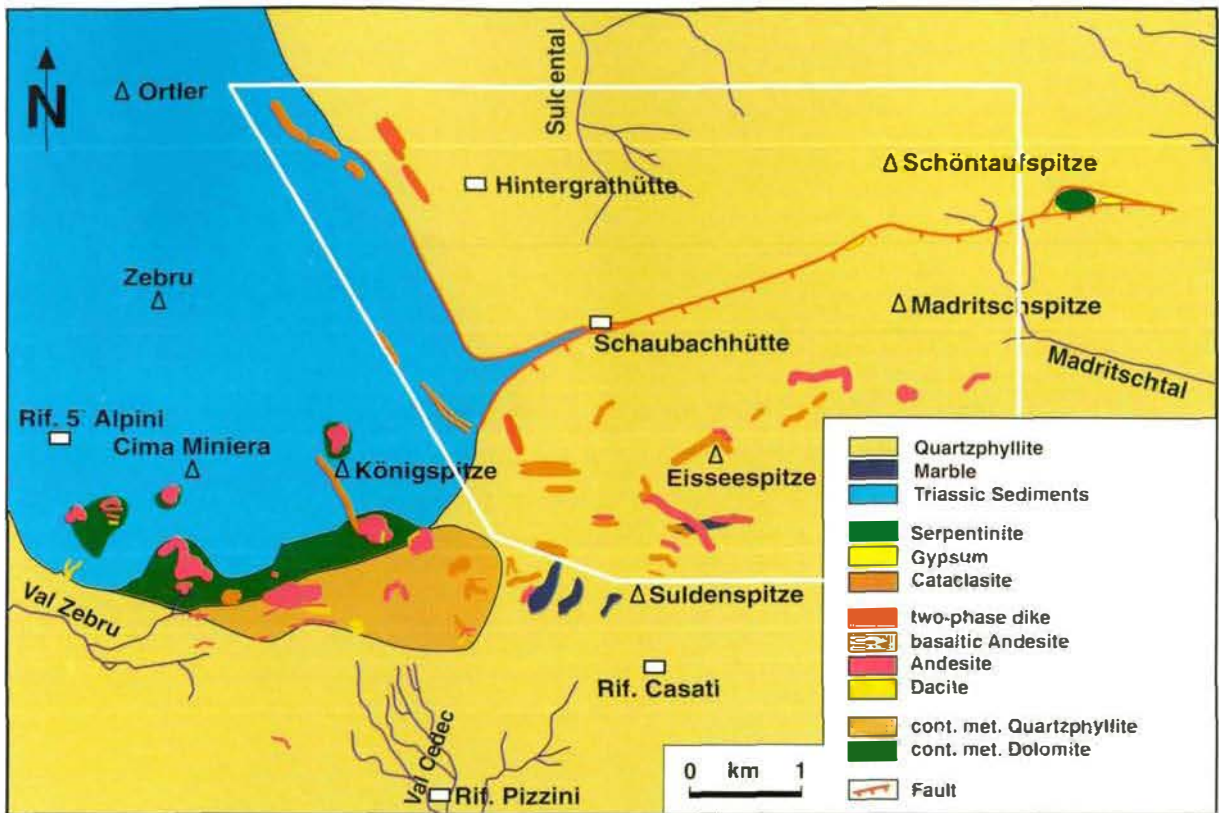 N
Ortler
Suldental
Schöntaufspitze
Hintergrathütte
Zebru
Madritschspitze
Schaubachhütte
Madritschtal
Rif. 5 Alpini
Cima Miniera
Königspitze
Eisseespitze
Suldenspitze
Val Zebru
Rif. Casati
Val Cedec
Rif. Pizzini
0 km 1
Quartzphyllite
Marble
Triassic Sediments
Serpentinite
Gypsum
Cataclasite
two-phase dike
basaltic Andesite
Andesite
Dacite
cont. met. Quartzphyllite
cont. met. Dolomite
Fault